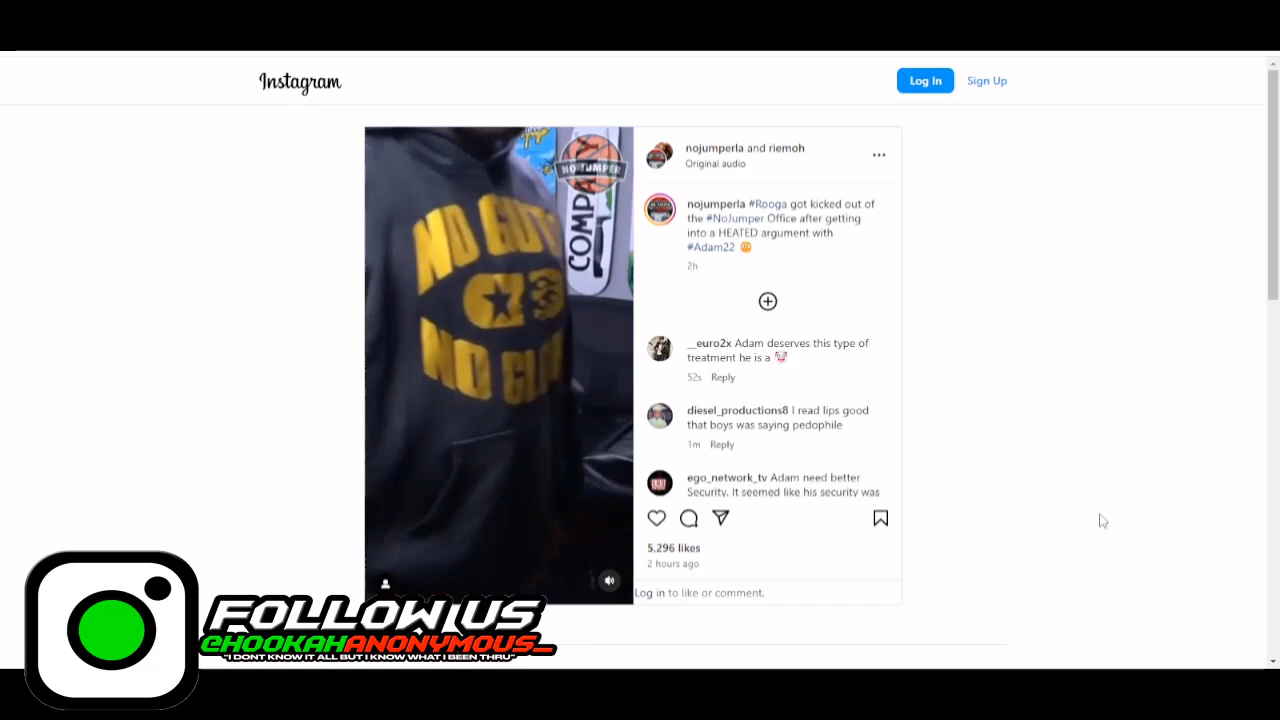 Instagram
Log In
Sign Up
NO JUMPER
COMPANY
NO GUTS
NO GLORY
nojumperla and riemoh
Original audio
nojumperla #Rooga got kicked out of
the #NoJumper Office after getting
into a HEATED argument with
#Adam22 😳
2h
__euro2x Adam deserves this type of
treatment he is a 🤡
52s Reply
diesel_productions8 I read lips good
that boys was saying pedophile
1m Reply
ego_network_tv Adam need better
Security. It seemed like his security was
5,296 likes
2 hours ago
Log in to like or comment.
FOLLOW US
@HOOKAHANONYMOUS_
"I DONT KNOW IT ALL BUT I KNOW WHAT I BEEN THRU"